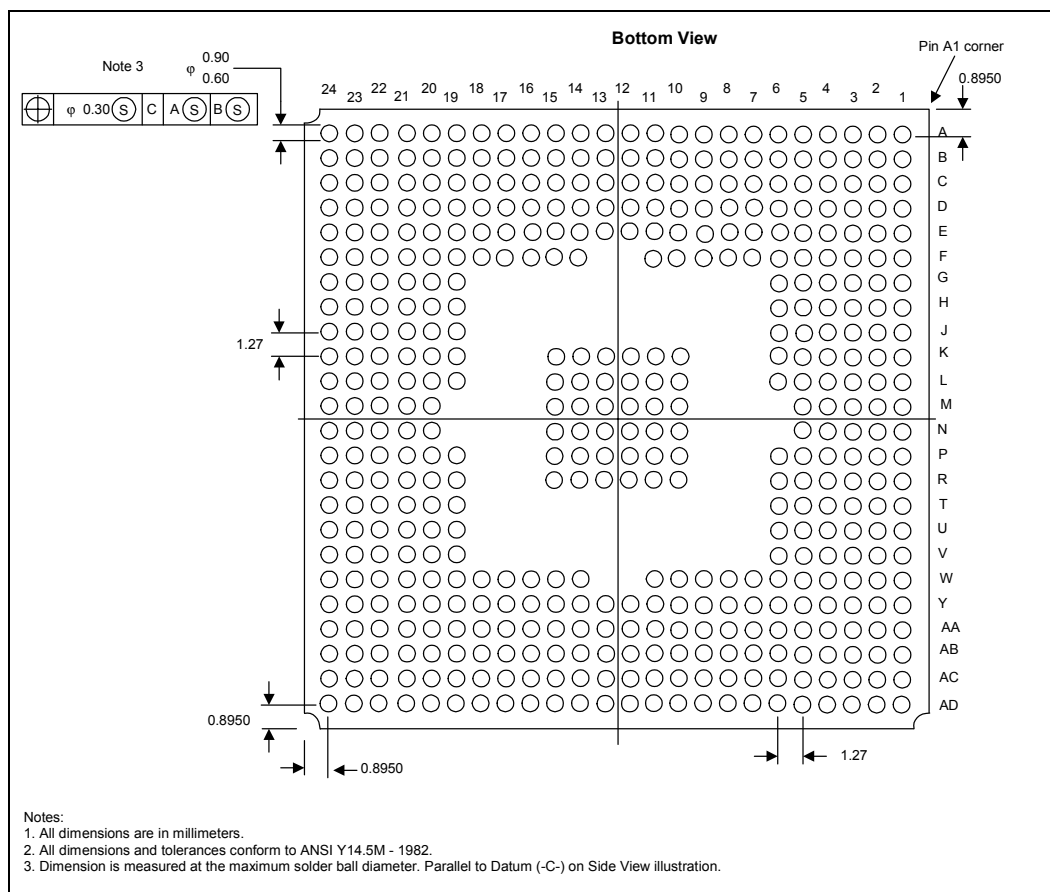 Bottom View
Pin A1 corner
Note 3
φ 0.90
0.60
0.8950
φ 0.30 S C A S B S
24 23 22 21 20 19 18 17 16 15 14 13 12 11 10 9 8 7 6 5 4 3 2 1
A
B
C
D
E
F
G
H
J
1.27
K
L
M
N
P
R
T
U
V
W
Y
AA
AB
AC
AD
0.8950
0.8950
1.27
Notes:
1. All dimensions are in millimeters.
2. All dimensions and tolerances conform to ANSI Y14.5M - 1982.
3. Dimension is measured at the maximum solder ball diameter. Parallel to Datum (-C-) on Side View illustration.